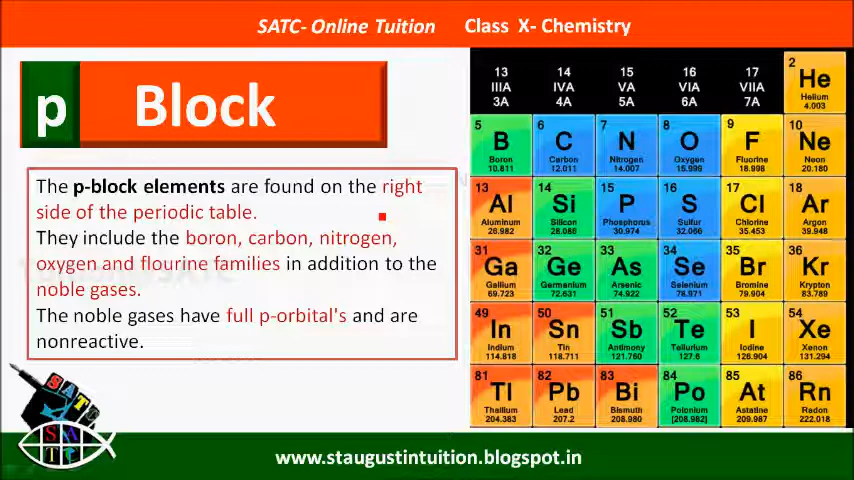 SATC- Online Tuition Class X- Chemistry
p Block
The p-block elements are found on the right
side of the periodic table.
They include the boron, carbon, nitrogen,
oxygen and flourine families in addition to the
noble gases.
The noble gases have full p-orbital's and are
nonreactive.
13 14 15 16 17
IIIA IVA VA VIA VIIA
3A 4A 5A 6A 7A
2
He
Helium
4.003
5 6 7 8 9 10
B C N O F Ne
Boron Carbon Nitrogen Oxygen Fluorine Neon
10.811 12.011 14.007 15.999 18.998 20.180
13 14 15 16 17 18
Al Si P S Cl Ar
Aluminum Silicon Phosphorus Sulfur Chlorine Argon
26.982 28.086 30.974 32.066 35.453 39.948
31 32 33 34 35 36
Ga Ge As Se Br Kr
Gallium Germanium Arsenic Selenium Bromine Krypton
69.723 72.631 74.922 78.971 79.904 83.789
49 50 51 52 53 54
In Sn Sb Te I Xe
Indium Tin Antimony Tellurium Iodine Xenon
114.818 118.711 121.760 127.6 126.904 131.294
81 82 83 84 85 86
Tl Pb Bi Po At Rn
Thallium Lead Bismuth Polonium Astatine Radon
204.383 207.2 208.980 [208.982] 209.987 222.018
SATC
S A
T C
www.staugustintuition.blogspot.in